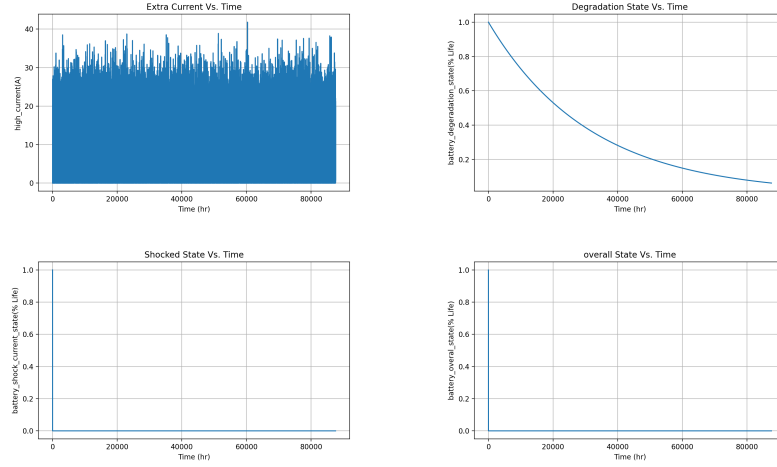 Extra Current Vs. Time
high_current(A)
40
30
20
10
0
0 20000 40000 60000 80000
Time (hr)
Degradation State Vs. Time
battery_degeradation_state(% Life)
1.0
0.8
0.6
0.4
0.2
0 20000 40000 60000 80000
Time (hr)
Shocked State Vs. Time
battery_shock_current_state(% Life)
1.0
0.8
0.6
0.4
0.2
0.0
0 20000 40000 60000 80000
Time (hr)
overall State Vs. Time
battery_overal_state(% Life)
1.0
0.8
0.6
0.4
0.2
0.0
0 20000 40000 60000 80000
Time (hr)